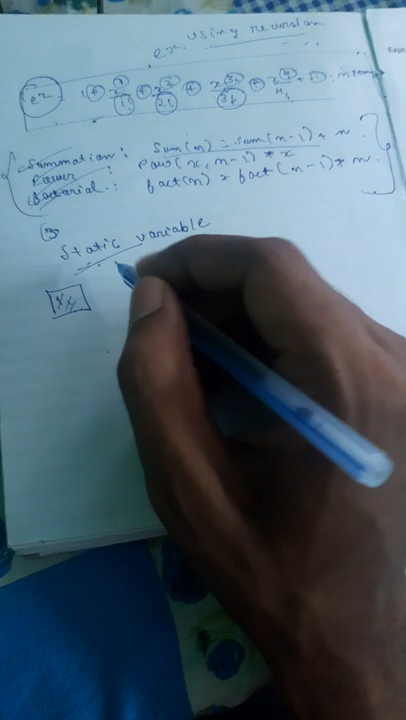 e^x using recursion
e^x 1 + x^1/1! + x^2/2! + x^3/3! + x^4/4! + n terms
Summation : Sum(n) = Sum(n-1) + n
Power : pow(x, n-1) * x
factorial : fact(n) = fact(n-1) * n
Static variable